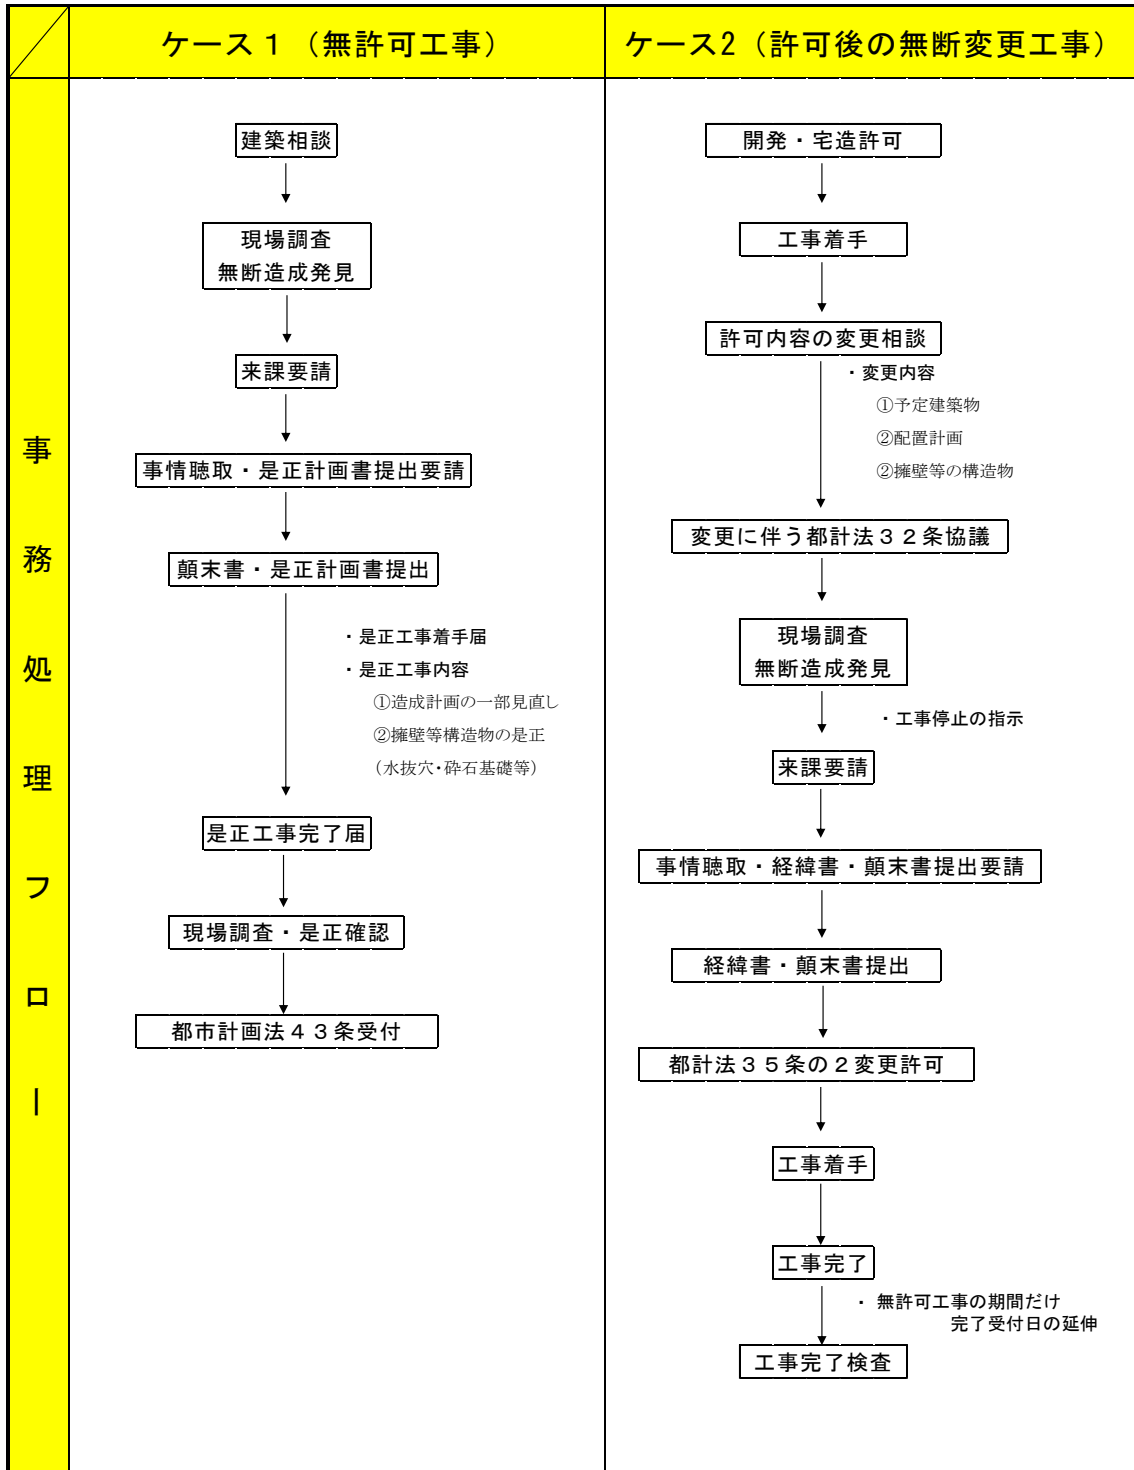 ケース１（無許可工事）
ケース2（許可後の無断変更工事）
事務処理フロー
建築相談
現場調査
無断造成発見
来課要請
事情聴取・是正計画書提出要請
顛末書・是正計画書提出
・是正工事着手届
・是正工事内容
①造成計画の一部見直し
②擁壁等構造物の是正
（水抜穴・砕石基礎等）
是正工事完了届
現場調査・是正確認
都市計画法４３条受付
開発・宅造許可
工事着手
許可内容の変更相談
・変更内容
①予定建築物
②配置計画
②擁壁等の構造物
変更に伴う都計法３２条協議
現場調査
無断造成発見
・工事停止の指示
来課要請
事情聴取・経緯書・顛末書提出要請
経緯書・顛末書提出
都計法３５条の２変更許可
工事着手
工事完了
・ 無許可工事の期間だけ
完了受付日の延伸
工事完了検査